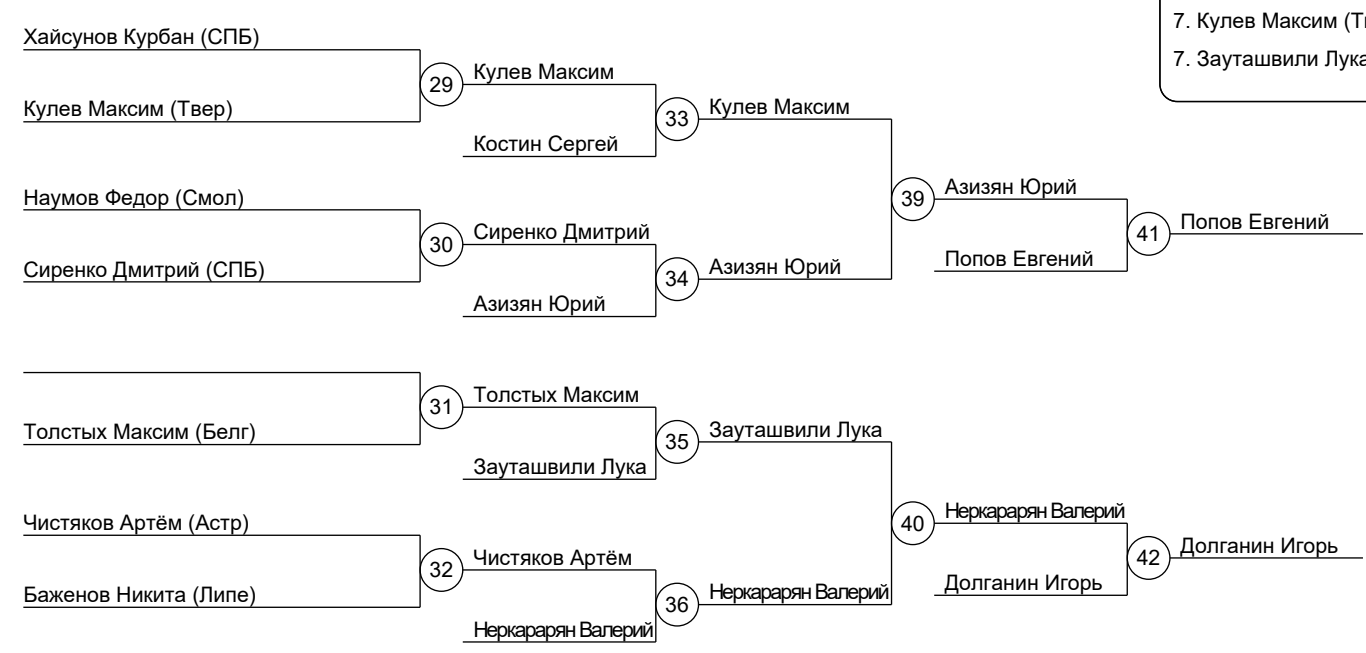 7. Кулев Максим
7. Зауташвили Лука
Хайсунов Курбан (СПБ)
29
Кулев Максим
Кулев Максим (Твер)
33
Кулев Максим
Костин Сергей
Наумов Федор (Смол)
30
Сиренко Дмитрий
Сиренко Дмитрий (СПБ)
34
Азизян Юрий
Азизян Юрий
39
Азизян Юрий
Попов Евгений
41
Попов Евгений
31
Толстых Максим
Толстых Максим (Белг)
35
Зауташвили Лука
Зауташвили Лука
Чистяков Артём (Астр)
32
Чистяков Артём
Баженов Никита (Липе)
36
Неркарарян Валерий
Неркарарян Валерий
40
Неркарарян Валерий
Долганин Игорь
42
Долганин Игорь